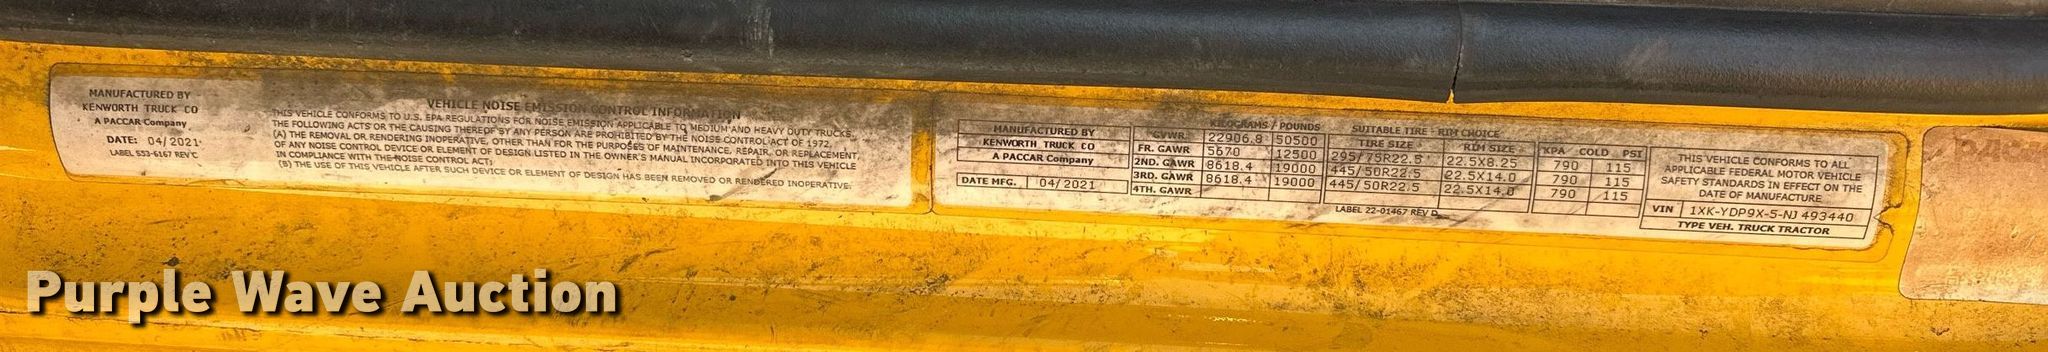 MANUFACTURED BY
KENWORTH TRUCK CO
A PACCAR Company
DATE: 04/2021
LABEL 553-6167 REV C
VEHICLE NOISE EMISSION CONTROL INFORMATION
THIS VEHICLE CONFORMS TO U.S. EPA REGULATIONS FOR NOISE EMISSION APPLICABLE TO MEDIUM AND HEAVY DUTY TRUCKS.
THE FOLLOWING ACTS OR THE CAUSING THEREOF BY ANY PERSON ARE PROHIBITED BY THE NOISE CONTROL ACT OF 1972.
(A) THE REMOVAL OR RENDERING INOPERATIVE, OTHER THAN FOR THE PURPOSES OF MAINTENANCE, REPAIR, OR REPLACEMENT,
OF ANY NOISE CONTROL DEVICE OR ELEMENT OF DESIGN LISTED IN THE OWNER'S MANUAL INCORPORATED INTO THIS VEHICLE
IN COMPLIANCE WITH THE NOISE CONTROL ACT;
(B) THE USE OF THIS VEHICLE AFTER SUCH DEVICE OR ELEMENT OF DESIGN HAS BEEN REMOVED OR RENDERED INOPERATIVE.
MANUFACTURED BY
KENWORTH TRUCK CO
A PACCAR Company
DATE MFG. 04/2021
KILOGRAMS / POUNDS SUITABLE TIRE - RIM CHOICE
GVWR 22906.8 50500 TIRE SIZE RIM SIZE KPA COLD PSI
FR. GAWR 5670 12500 295/75R22.5 22.5X8.25 790 115
2ND. GAWR 8618.4 19000 445/50R22.5 22.5X14.0 790 115
3RD. GAWR 8618.4 19000 445/50R22.5 22.5X14.0 790 115
4TH. GAWR
LABEL 22-01467 REV D
THIS VEHICLE CONFORMS TO ALL
APPLICABLE FEDERAL MOTOR VEHICLE
SAFETY STANDARDS IN EFFECT ON THE
DATE OF MANUFACTURE
VIN 1XK-YDP9X-5-NJ 493440
TYPE VEH. TRUCK TRACTOR
Purple Wave Auction